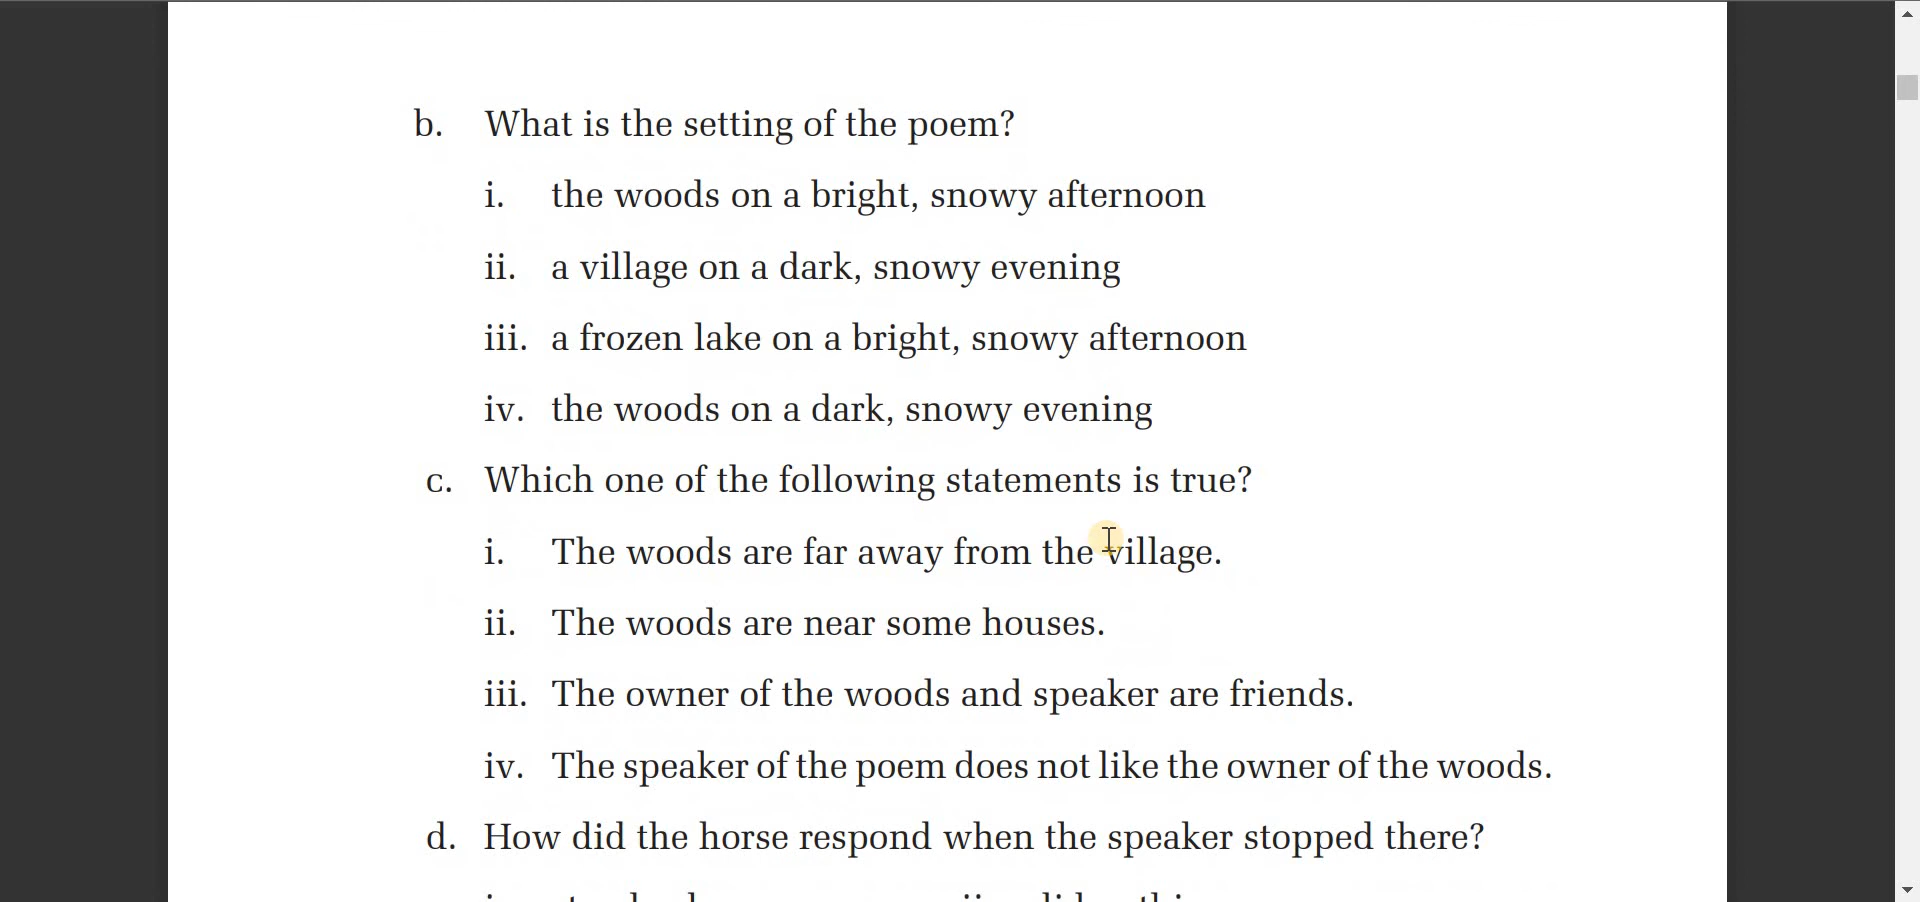 b. What is the setting of the poem?
i. the woods on a bright, snowy afternoon
ii. a village on a dark, snowy evening
iii. a frozen lake on a bright, snowy afternoon
iv. the woods on a dark, snowy evening
c. Which one of the following statements is true?
i. The woods are far away from the village.
ii. The woods are near some houses.
iii. The owner of the woods and speaker are friends.
iv. The speaker of the poem does not like the owner of the woods.
d. How did the horse respond when the speaker stopped there?